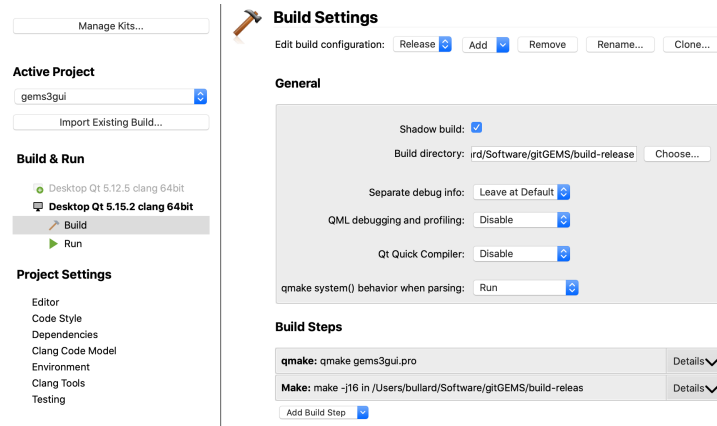 Manage Kits...
Active Project
gems3gui
Import Existing Build...
Build & Run
Desktop Qt 5.12.5 clang 64bit
Desktop Qt 5.15.2 clang 64bit
Build
Run
Project Settings
Editor
Code Style
Dependencies
Clang Code Model
Environment
Clang Tools
Testing
Build Settings
Edit build configuration: Release Add Remove Rename... Clone...
General
Shadow build:
Build directory: ard/Software/gitGEMS/build-release Choose...
Separate debug info: Leave at Default
QML debugging and profiling: Disable
Qt Quick Compiler: Disable
qmake system() behavior when parsing: Run
Build Steps
qmake: qmake gems3gui.pro Details
Make: make -j16 in /Users/bullard/Software/gitGEMS/build-releas Details
Add Build Step